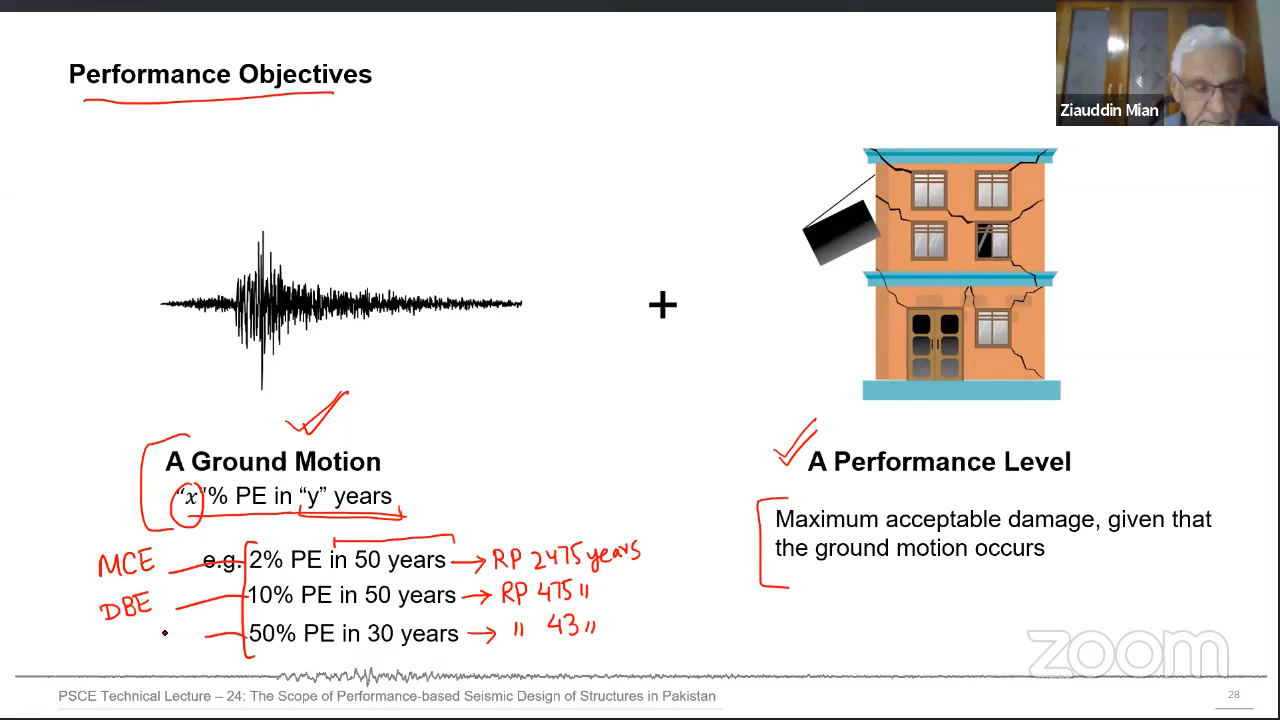 Performance Objectives
Ziauddin Mian
+
A Ground Motion
A Performance Level
"x"% PE in "y" years
Maximum acceptable damage, given that
the ground motion occurs
MCE e.g. 2% PE in 50 years → RP 2475 years
DBE 10% PE in 50 years → RP 475 "
50% PE in 30 years → " 43 "
zoom
PSCE Technical Lecture – 24: The Scope of Performance-based Seismic Design of Structures in Pakistan
28